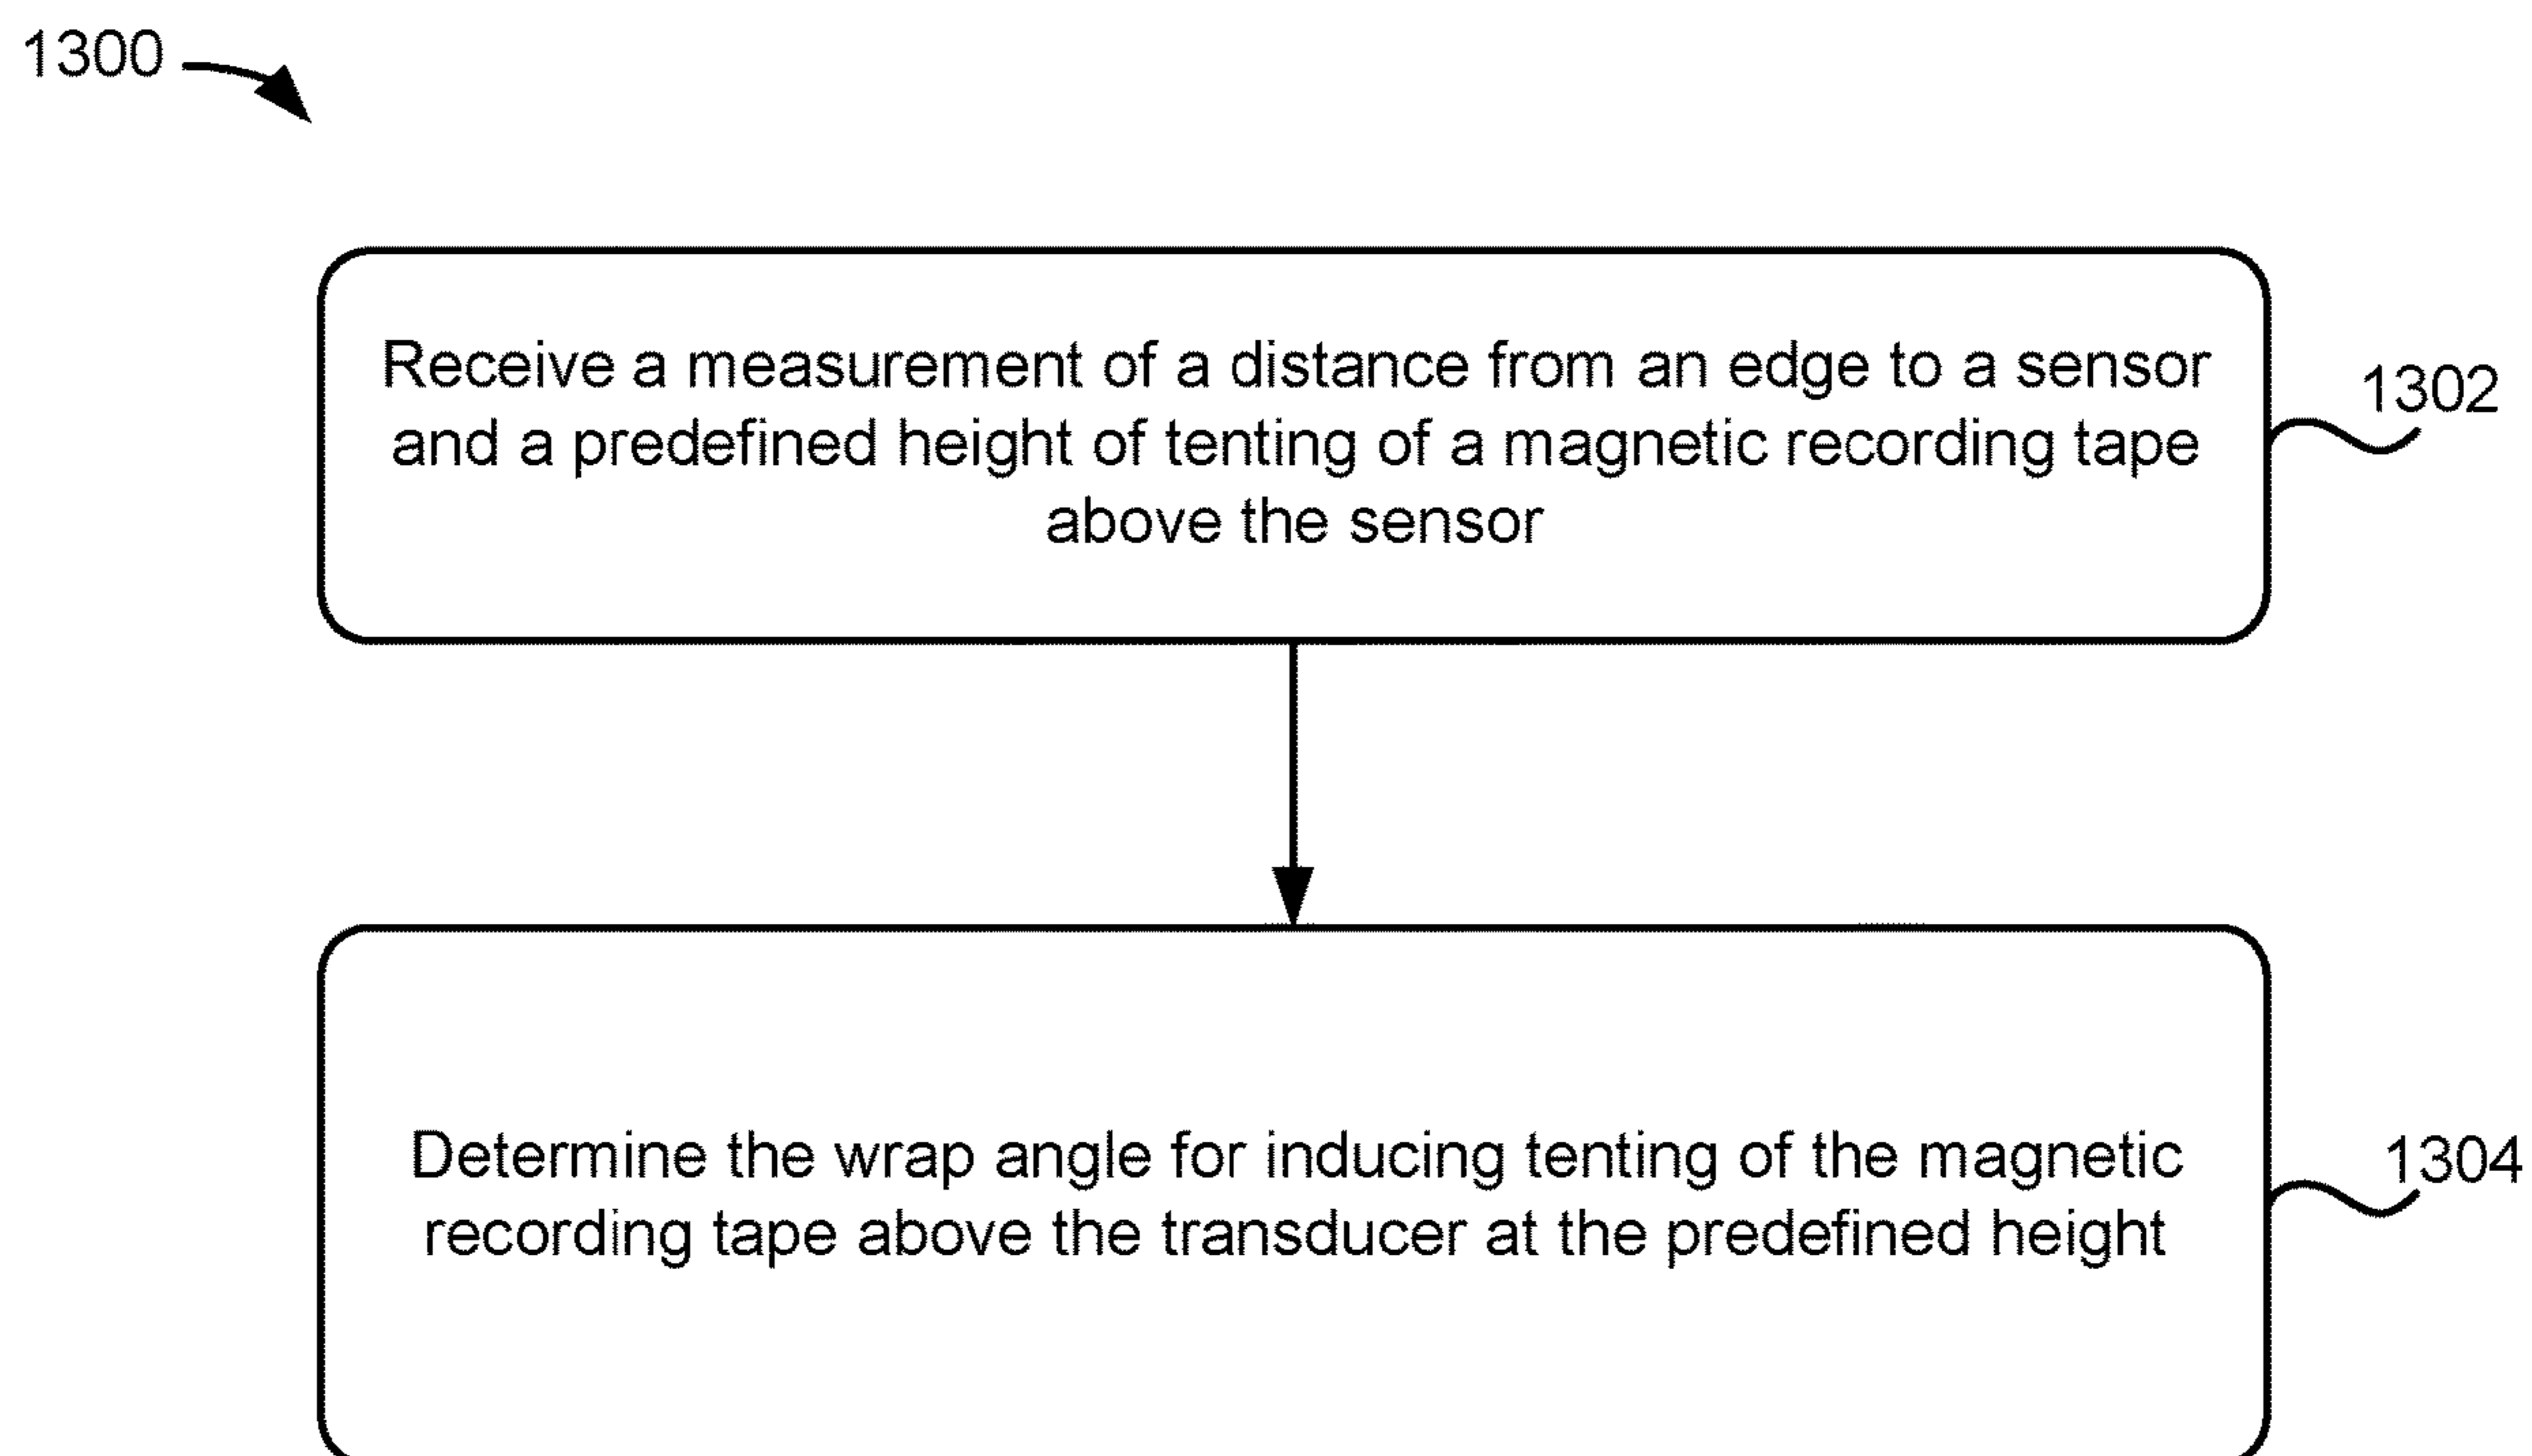 1300
Receive a measurement of a distance from an edge to a sensor
and a predefined height of tenting of a magnetic recording tape
above the sensor
1302
Determine the wrap angle for inducing tenting of the magnetic
recording tape above the transducer at the predefined height
1304